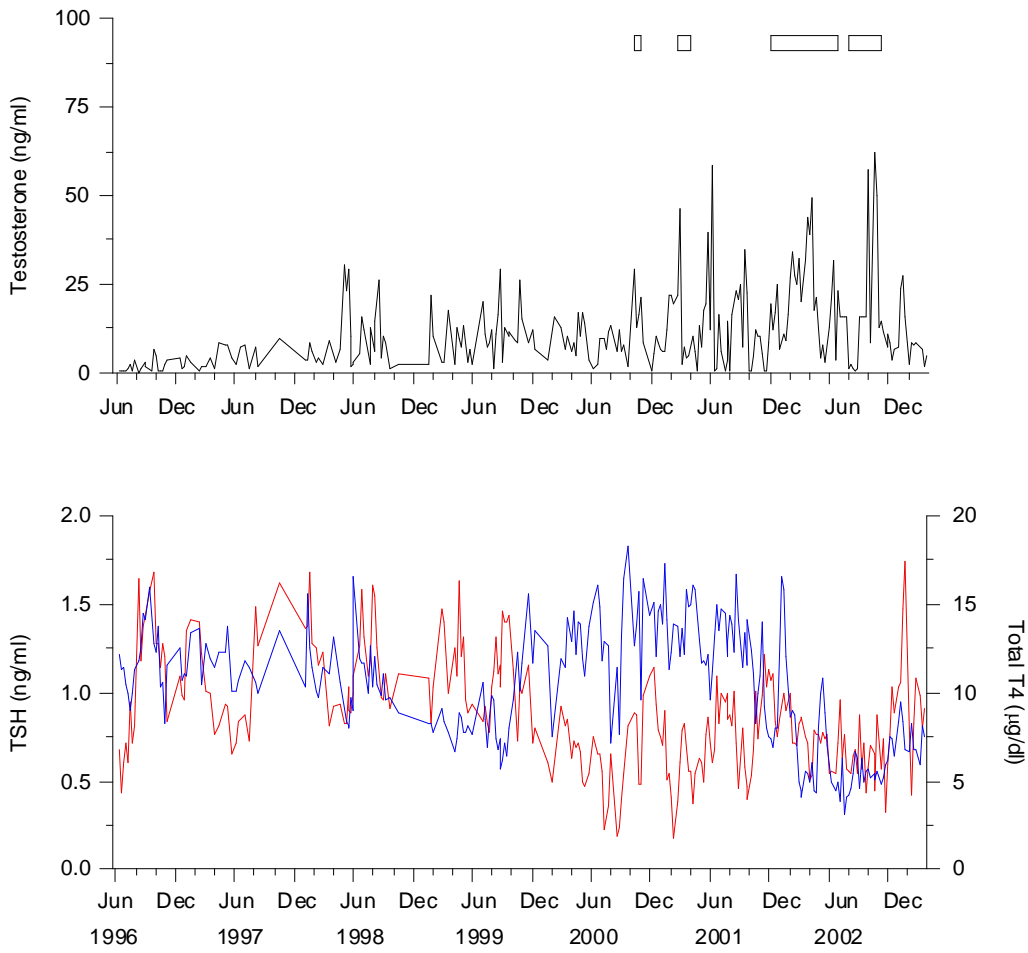 100
75
50
25
0
Testosterone (ng/ml)
Jun Dec Jun Dec Jun Dec Jun Dec Jun Dec Jun Dec Jun Dec
2.0
1.5
1.0
0.5
0.0
TSH (ng/ml)
20
15
10
5
0
Total T4 (μg/dl)
Jun Dec Jun Dec Jun Dec Jun Dec Jun Dec Jun Dec Jun Dec
1996 1997 1998 1999 2000 2001 2002